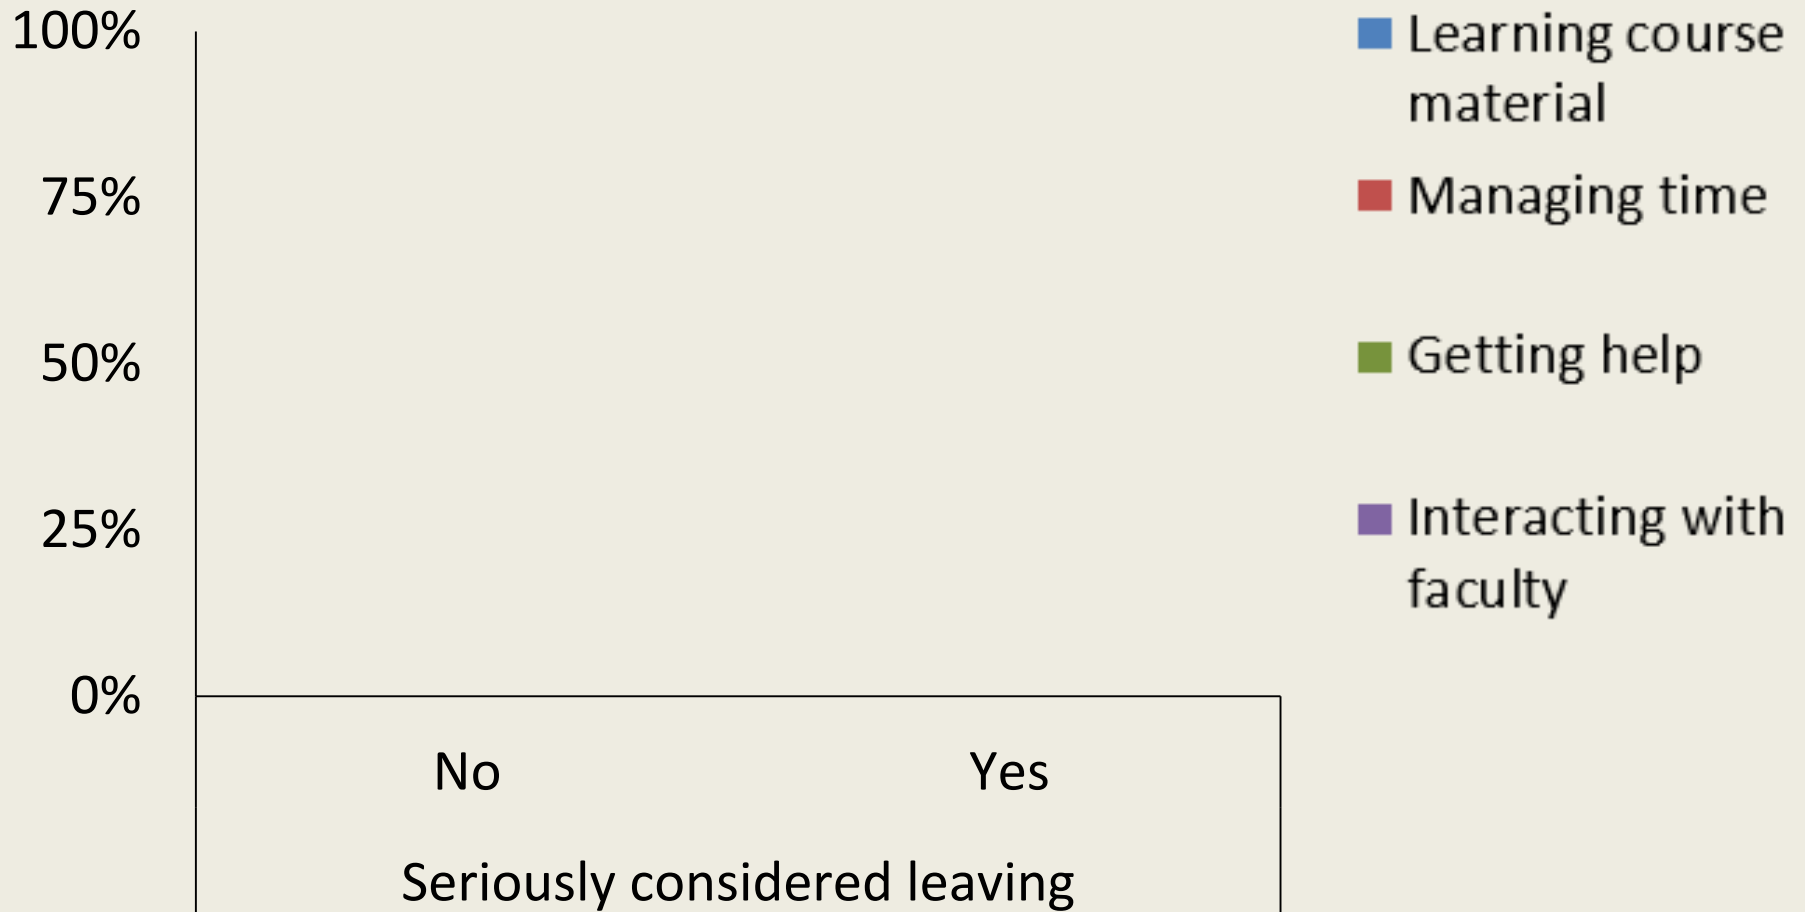 100%
75%
50%
25%
0%
No Yes
Seriously considered leaving
Learning course
material
Managing time
Getting help
Interacting with
faculty